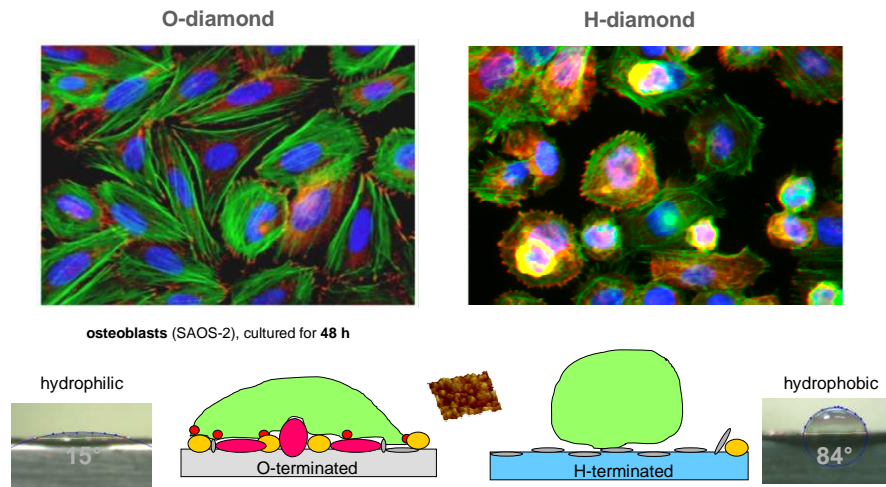 O-diamond
H-diamond
osteoblasts (SAOS-2), cultured for 48 h
hydrophilic
hydrophobic
15°
84°
O-terminated
H-terminated